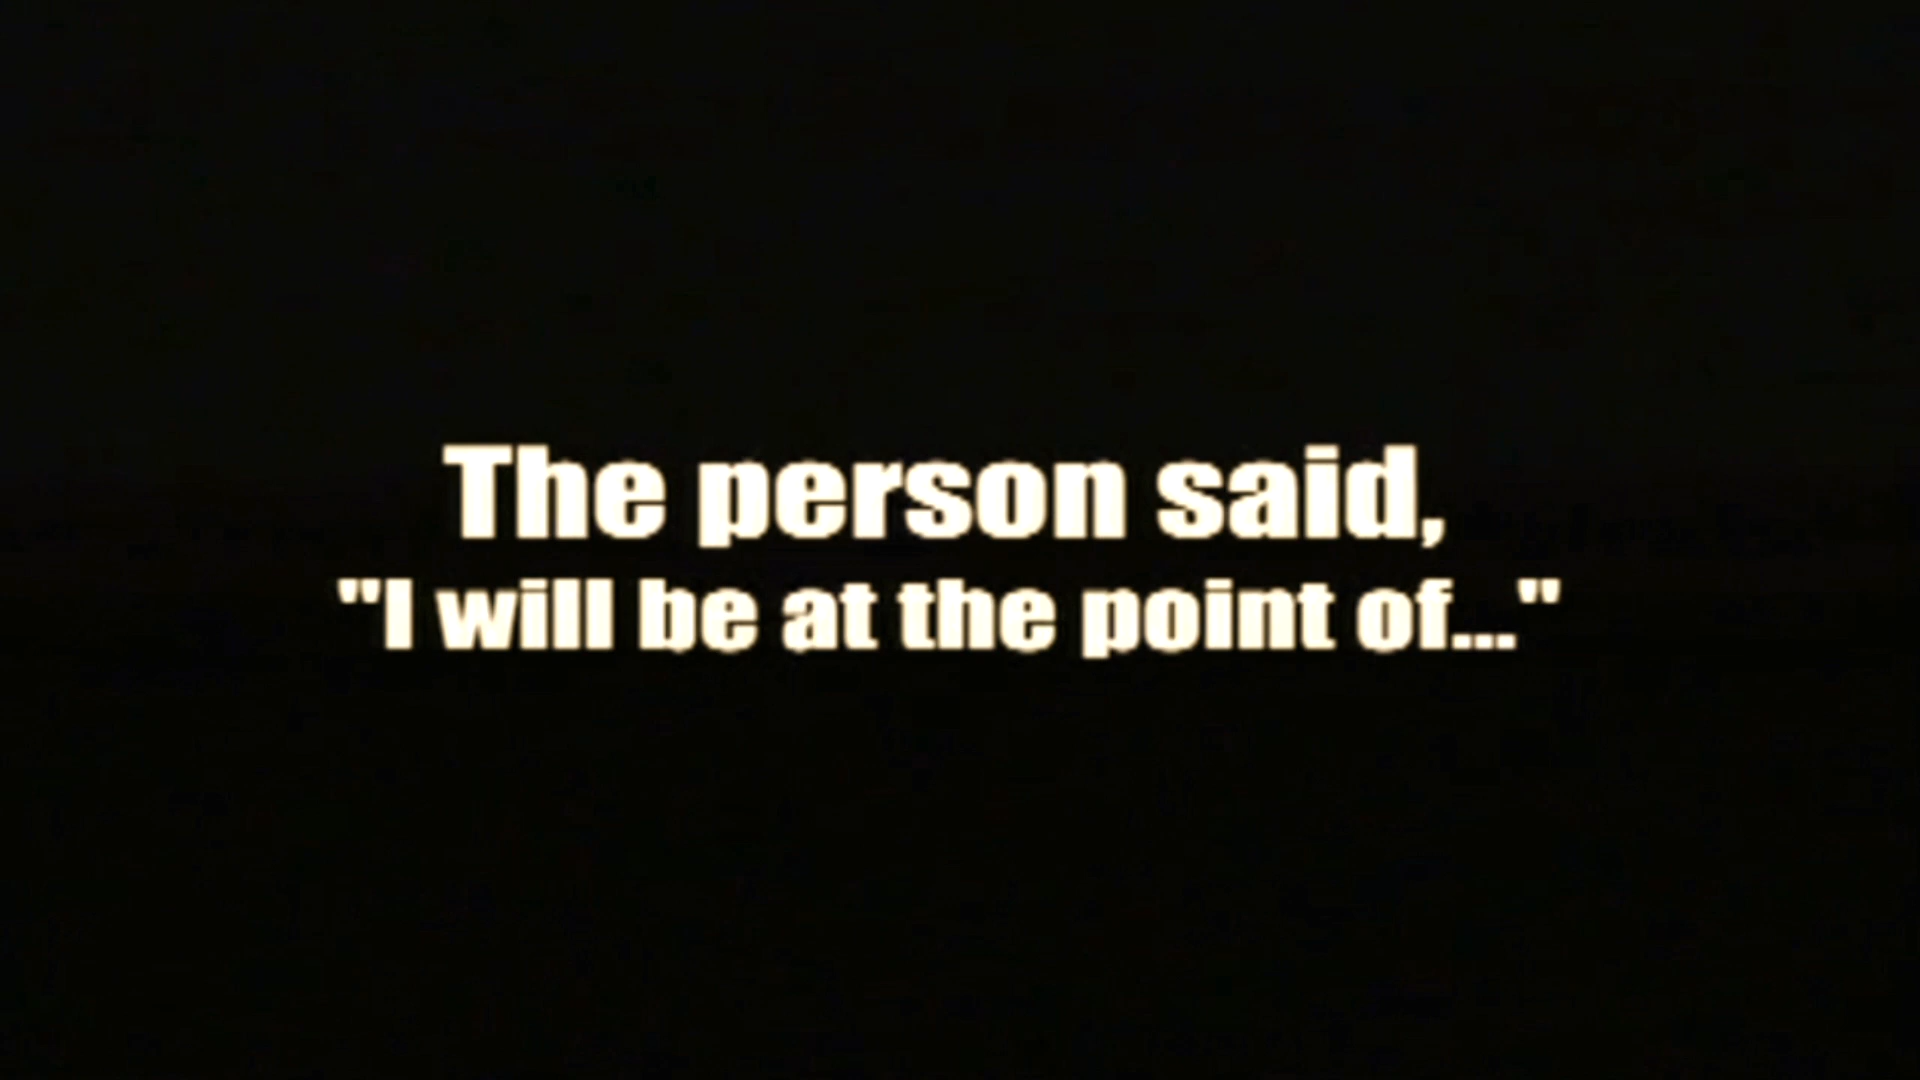 The person said,
"I will be at the point of..."